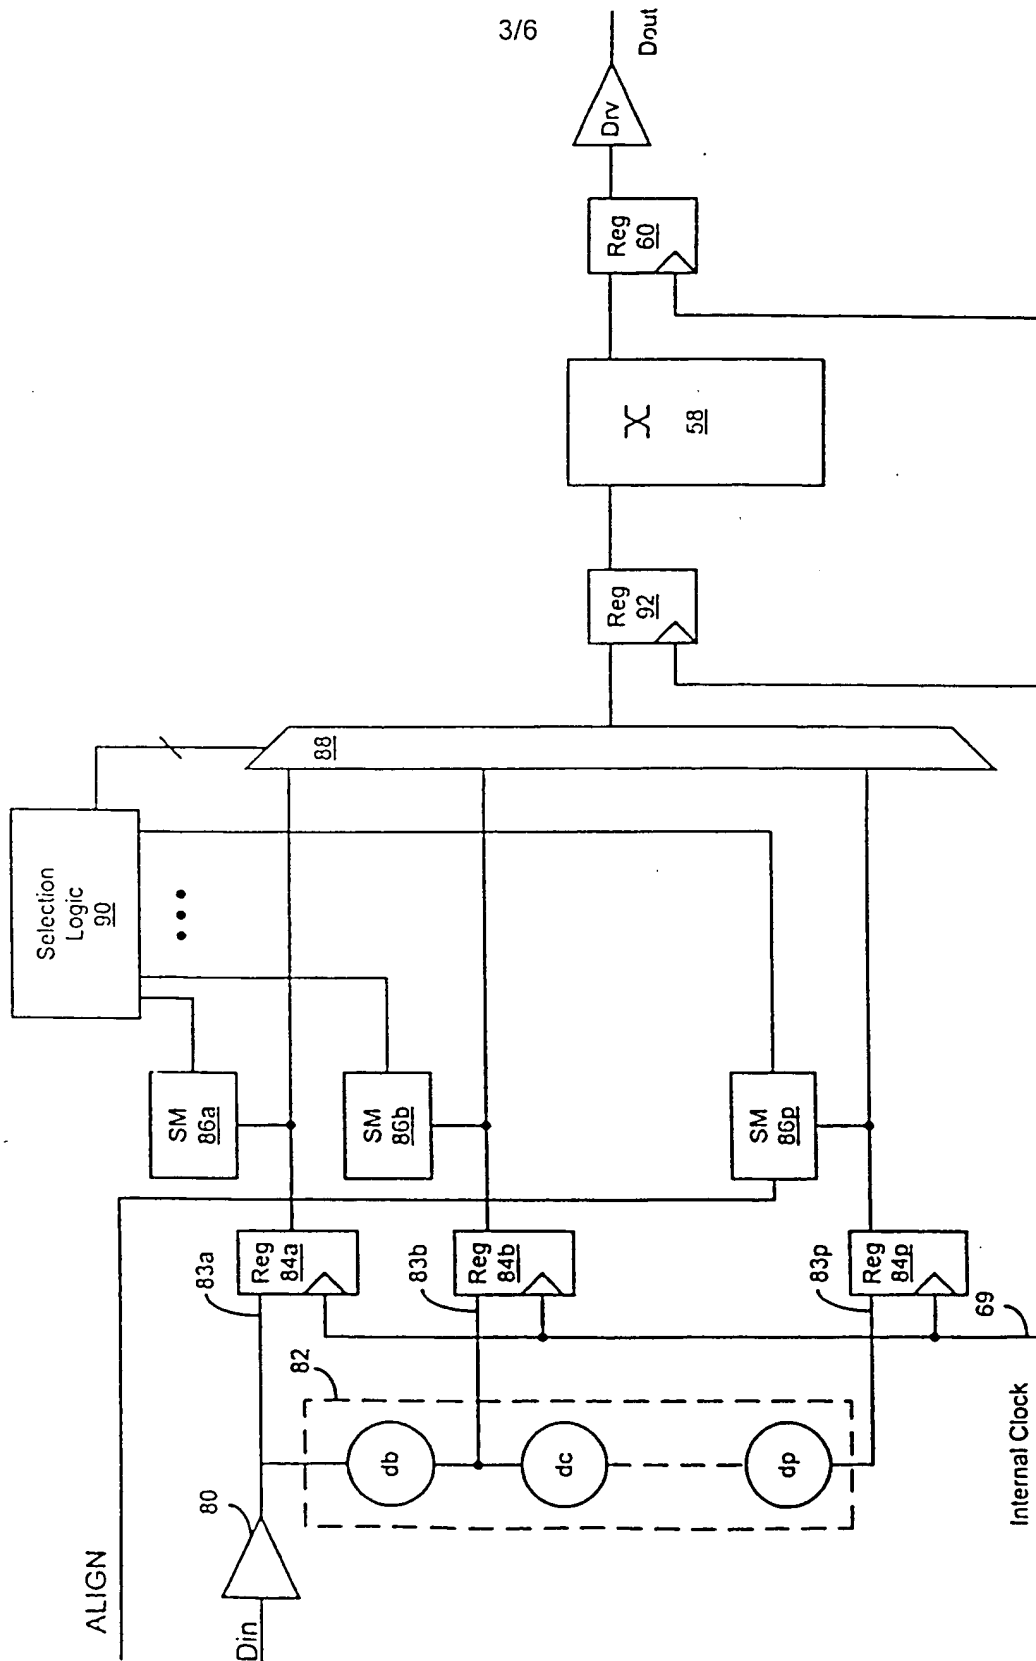 3/6
ALIGN
Din
80
82
db
dc
dp
83a
83b
83p
Reg
84a
Reg
84b
Reg
84p
69
Internal Clock
SM
86a
SM
86b
SM
86p
Selection
Logic
90
88
Reg
92
58
Reg
60
Drv
Dout